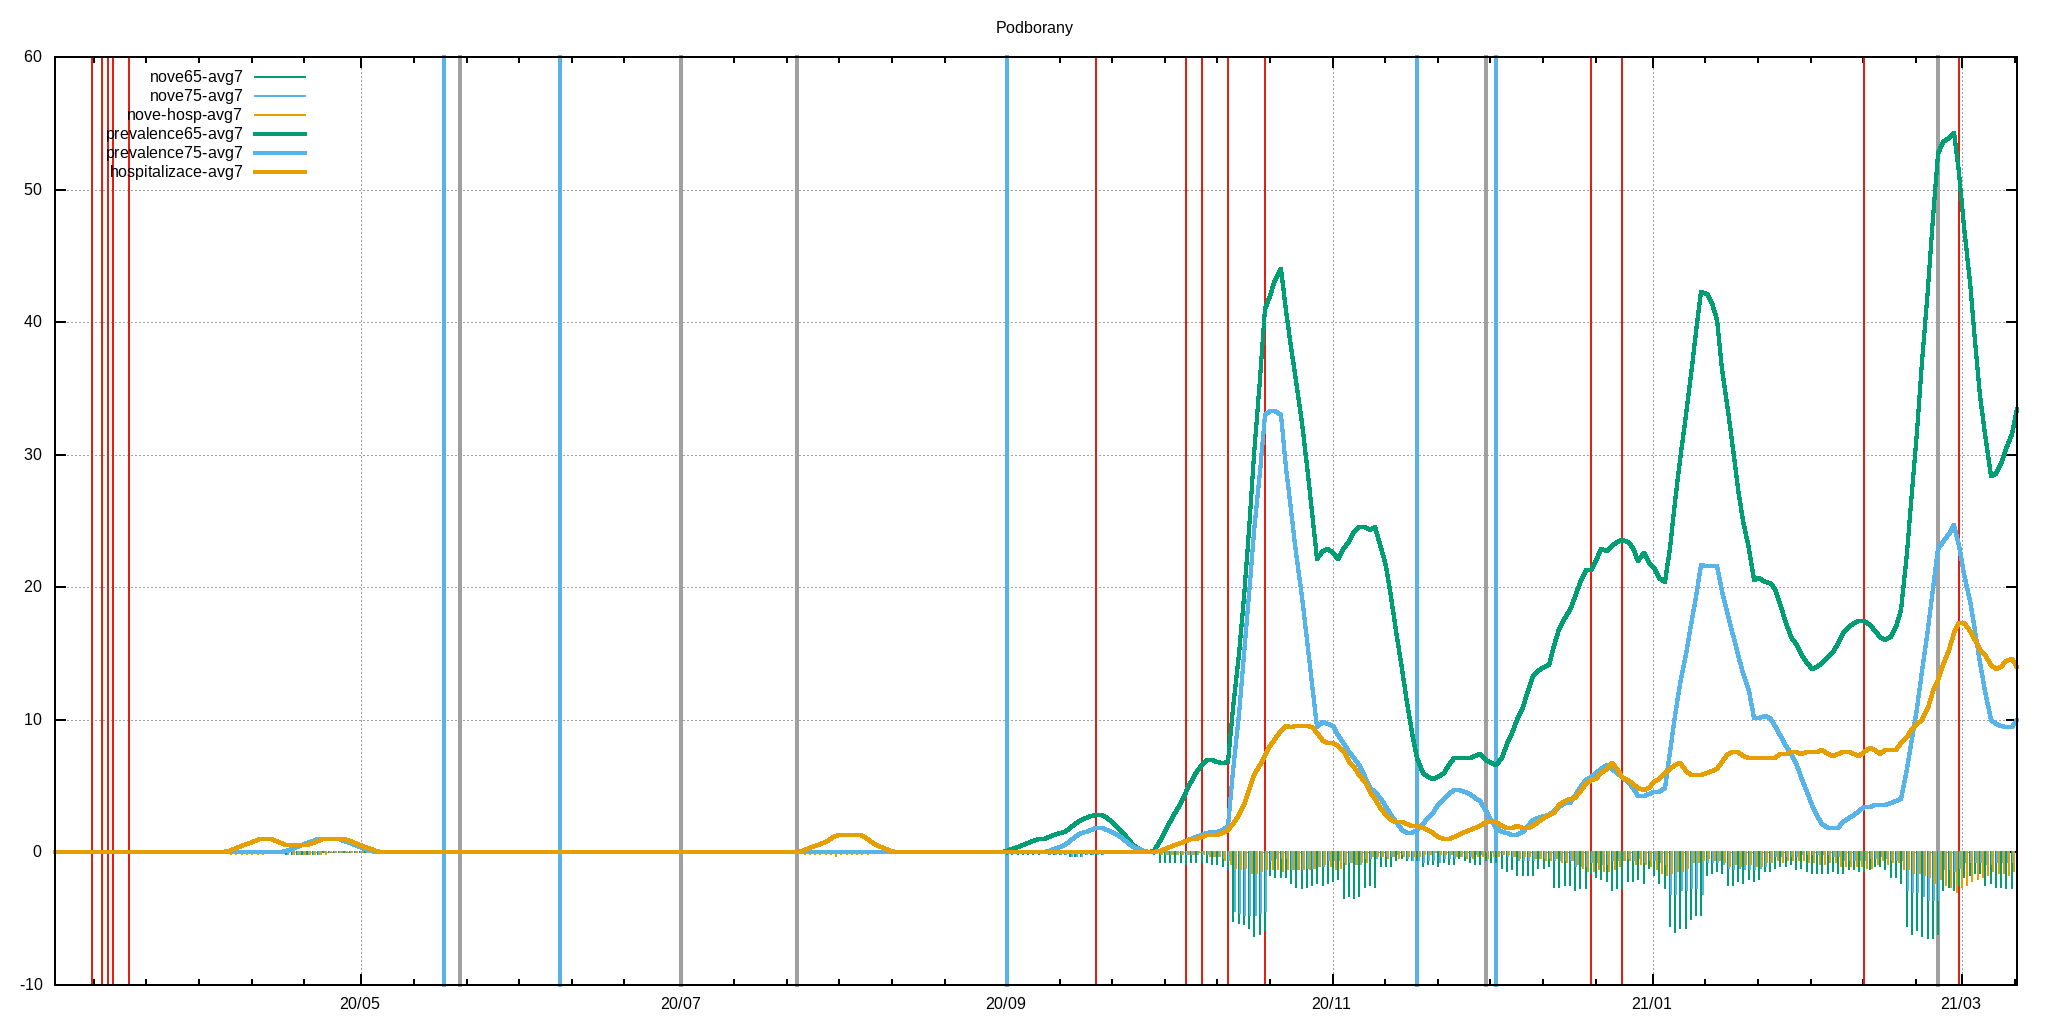 Podborany
60
50
40
30
20
10
0
-10
nove65-avg7
nove75-avg7
nove-hosp-avg7
prevalence65-avg7
prevalence75-avg7
hospitalizace-avg7
20/05
20/07
20/09
20/11
21/01
21/03